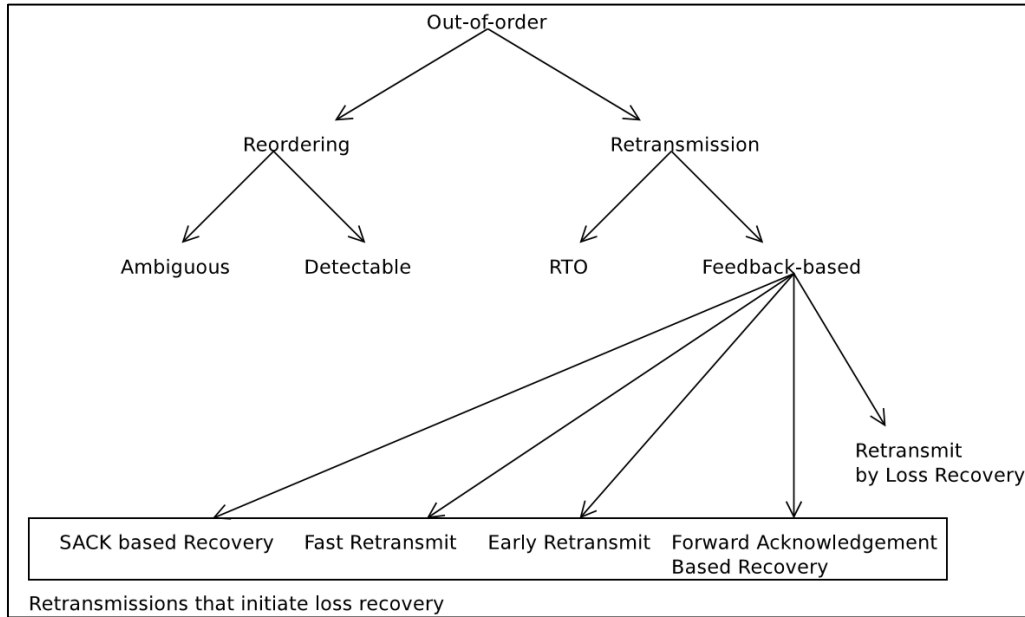 Out-of-order
Reordering
Retransmission
Ambiguous
Detectable
RTO
Feedback-based
Retransmit
by Loss Recovery
SACK based Recovery
Fast Retransmit
Early Retransmit
Forward Acknowledgement
Based Recovery
Retransmissions that initiate loss recovery